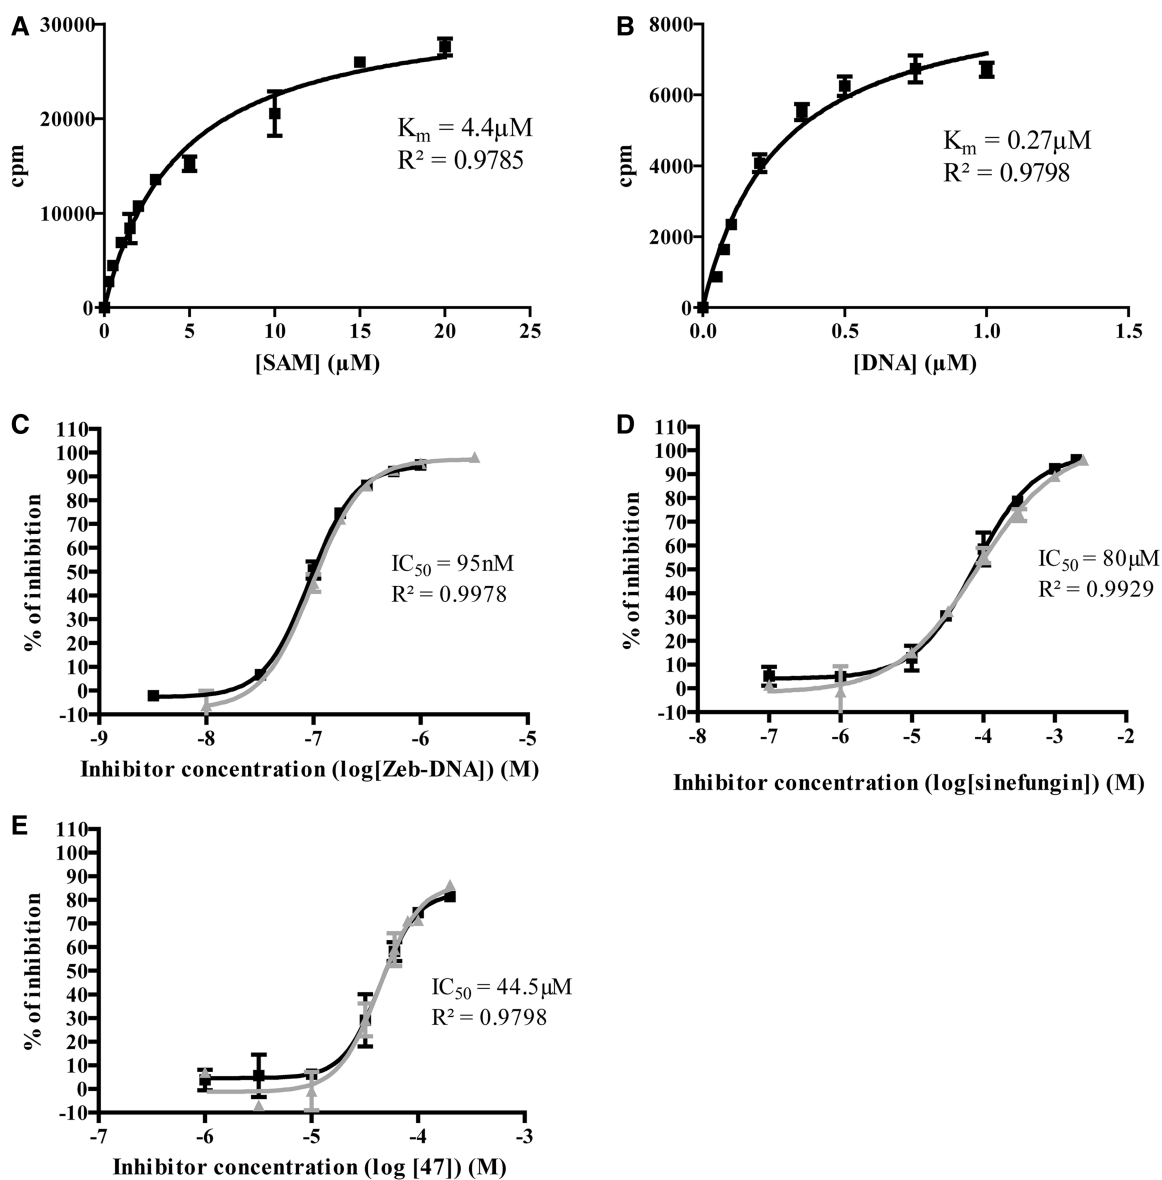 A
30000
20000
10000
0
cpm
K_m = 4.4µM
R² = 0.9785
0 5 10 15 20 25
[SAM] (µM)
B
8000
6000
4000
2000
0
cpm
K_m = 0.27µM
R² = 0.9798
0.0 0.5 1.0 1.5
[DNA] (µM)
C
110
100
90
80
70
60
50
40
30
20
10
0
-10
% of inhibition
IC_50 = 95nM
R² = 0.9978
-9 -8 -7 -6 -5
Inhibitor concentration (log[Zeb-DNA]) (M)
D
110
100
90
80
70
60
50
40
30
20
10
0
-10
% of inhibition
IC_50 = 80µM
R² = 0.9929
-8 -7 -6 -5 -4 -3 -2
Inhibitor concentration (log[sinefungin]) (M)
E
110
100
90
80
70
60
50
40
30
20
10
0
-10
% of inhibition
IC_50 = 44.5µM
R² = 0.9798
-7 -6 -5 -4 -3
Inhibitor concentration (log [47]) (M)